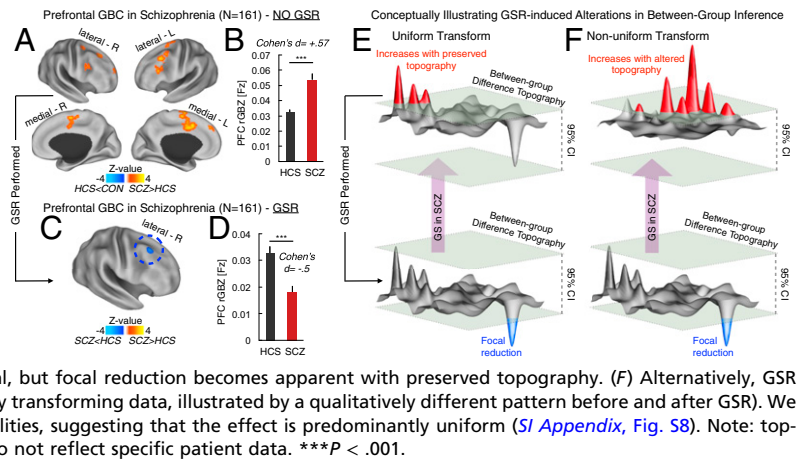 Prefrontal GBC in Schizophrenia (N=161) - NO GSR
A
lateral - R
lateral - L
medial - R
medial - L
Z-value
-4 4
HCS<CON SCZ>HCS
GSR Performed
B
Cohen's d= +.57
***
PFC rGBZ [Fz]
0.07
0.06
0.05
0.04
0.03
0.02
0.01
0
HCS SCZ
Prefrontal GBC in Schizophrenia (N=161) - GSR
C
lateral - R
Z-value
-4 4
SCZ<HCS SCZ>HCS
D
***
Cohen's
d= -.5
PFC rGBZ [Fz]
0.04
0.03
0.02
0.01
0
HCS SCZ
Conceptually Illustrating GSR-induced Alterations in Between-Group Inference
E
Uniform Transform
Increases with preserved
topography
Between-group
Difference Topography
95% CI
GSR Performed
GS in SCZ
Between-group
Difference Topography
95% CI
Focal
reduction
F
Non-uniform Transform
Increases with altered
topography
95% CI
GS in SCZ
Between-group
Difference Topography
95% CI
Focal
reduction
al, but focal reduction becomes apparent with preserved topography. (F) Alternatively, GSR
y transforming data, illustrated by a qualitatively different pattern before and after GSR). We
lities, suggesting that the effect is predominantly uniform (SI Appendix, Fig. S8). Note: top-
o not reflect specific patient data. ***P < .001.